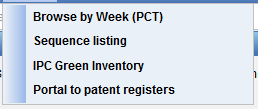 Browse by Week (PCT)
Sequence listing
IPC Green Inventory
Portal to patent registers